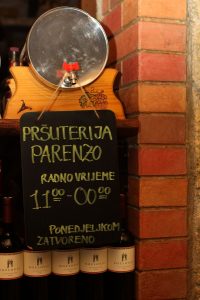 PRŠUTERIJA
PARENZO
RADNO VRIJEME
11⁰⁰-00⁰⁰
PONEDJELJKOM
ZATVORENO